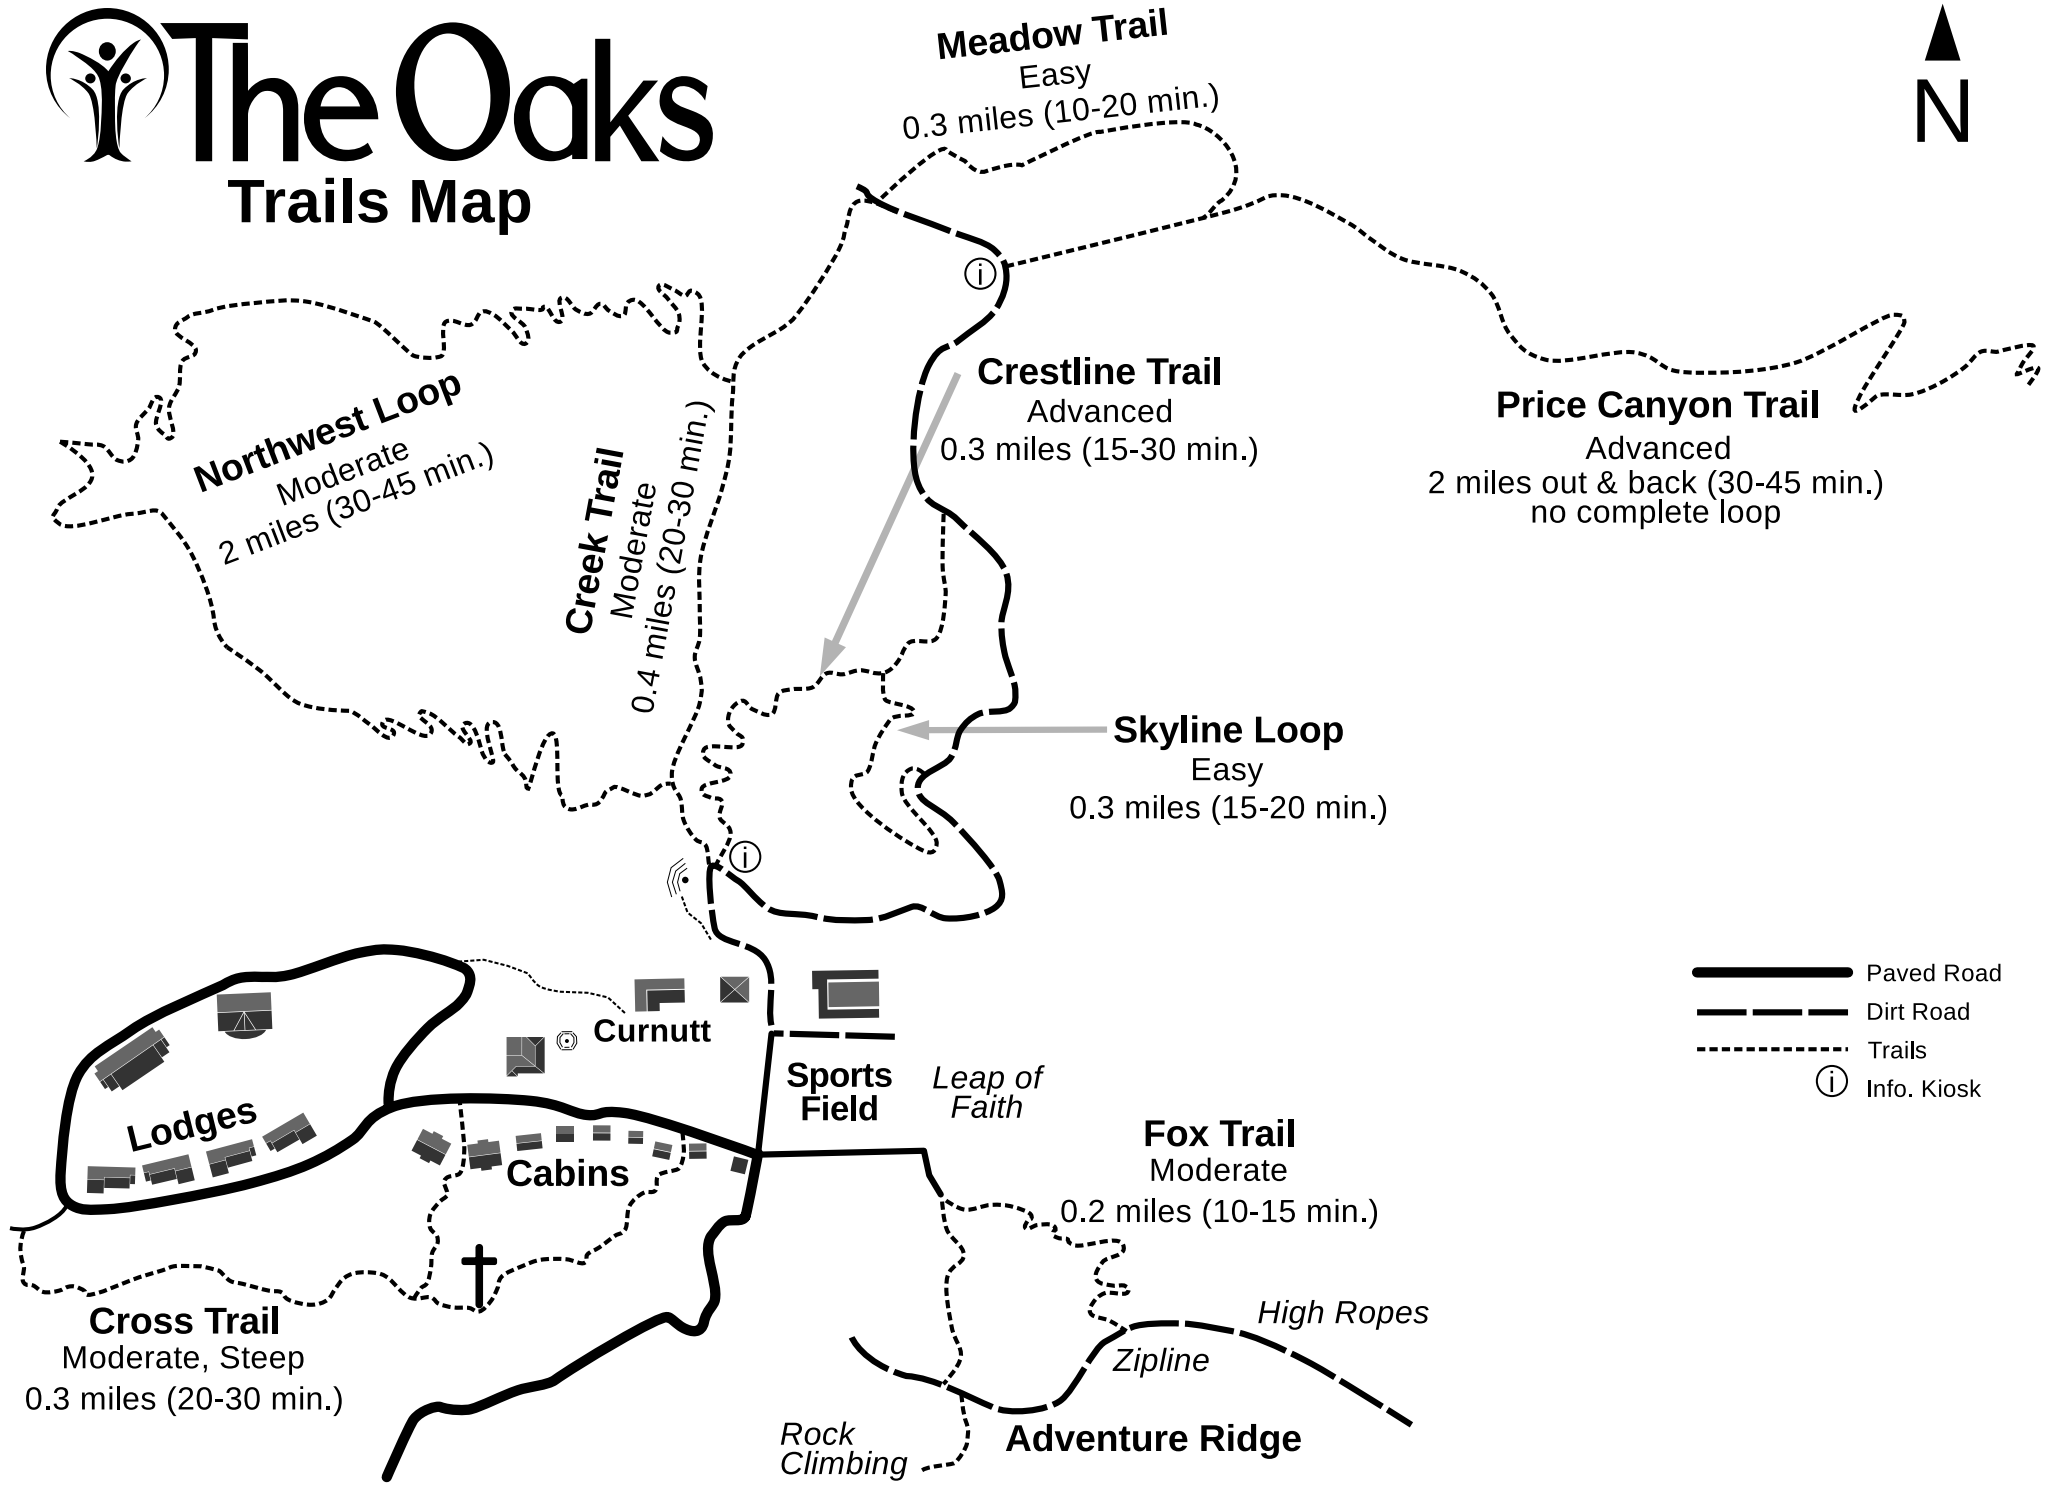 The Oaks
Trails Map
Meadow Trail
Easy
0.3 miles (10-20 min.)
N
Northwest Loop
Moderate
2 miles (30-45 min.)
Creek Trail
Moderate
0.4 miles (20-30 min.)
i
Crestline Trail
Advanced
0.3 miles (15-30 min.)
Price Canyon Trail
Advanced
2 miles out & back (30-45 min.)
no complete loop
Skyline Loop
Easy
0.3 miles (15-20 min.)
i
Curnutt
Lodges
Cabins
Sports
Field
Leap of
Faith
Fox Trail
Moderate
0.2 miles (10-15 min.)
Paved Road
Dirt Road
Trails
i Info. Kiosk
Cross Trail
Moderate, Steep
0.3 miles (20-30 min.)
High Ropes
Zipline
Adventure Ridge
Rock
Climbing